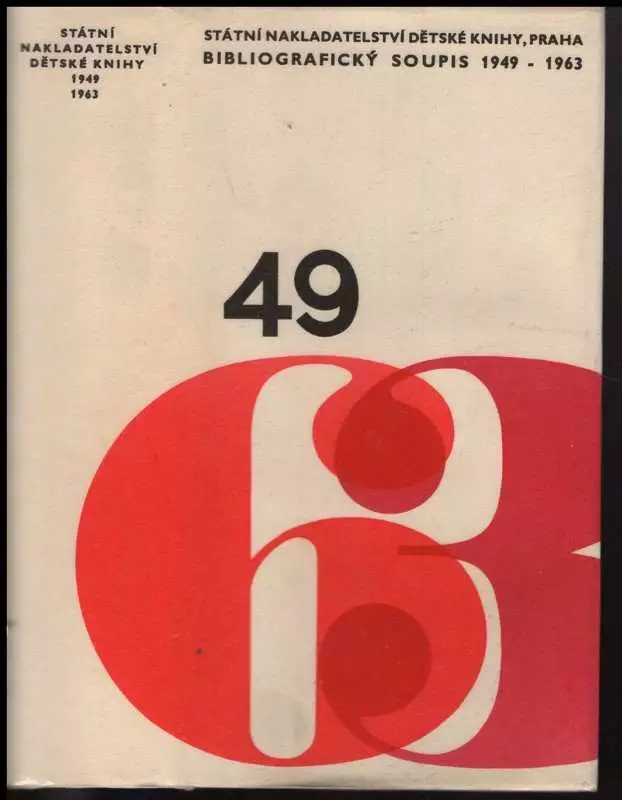 STÁTNÍ
NAKLADATELSTVÍ
DĚTSKÉ KNIHY
1949
1963
STÁTNÍ NAKLADATELSTVÍ DĚTSKÉ KNIHY, PRAHA
BIBLIOGRAFICKÝ SOUPIS 1949 - 1963
49
63